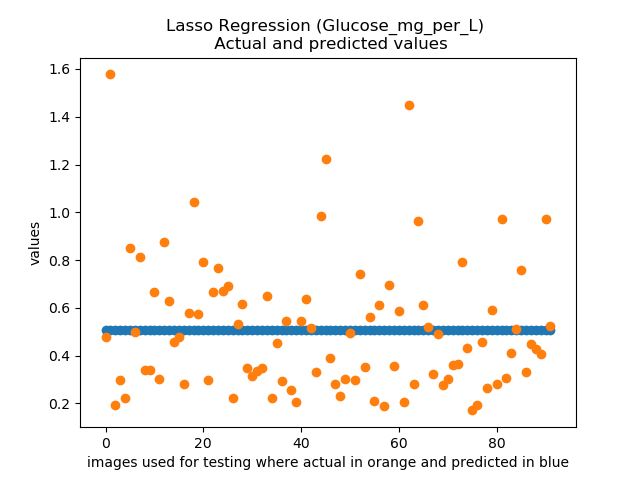 Lasso Regression (Glucose_mg_per_L)
Actual and predicted values
1.6
1.4
1.2
1.0
0.8
0.6
0.4
0.2
values
0 20 40 60 80
images used for testing where actual in orange and predicted in blue